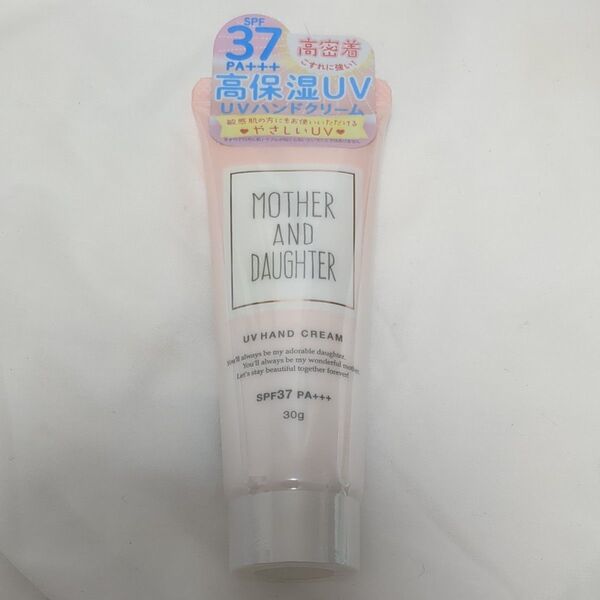 SPF
37
PA+++
高密着
こすれに強い!
高保湿UV
UVハンドクリーム
敏感肌の方にもお使いいただける
♥やさしいUV♥
MOTHER
AND
DAUGHTER
UV HAND CREAM
You'll always be my adorable daughter.
You'll always be my wonderful mother.
Let's stay beautiful together forever!
SPF37 PA+++
30g